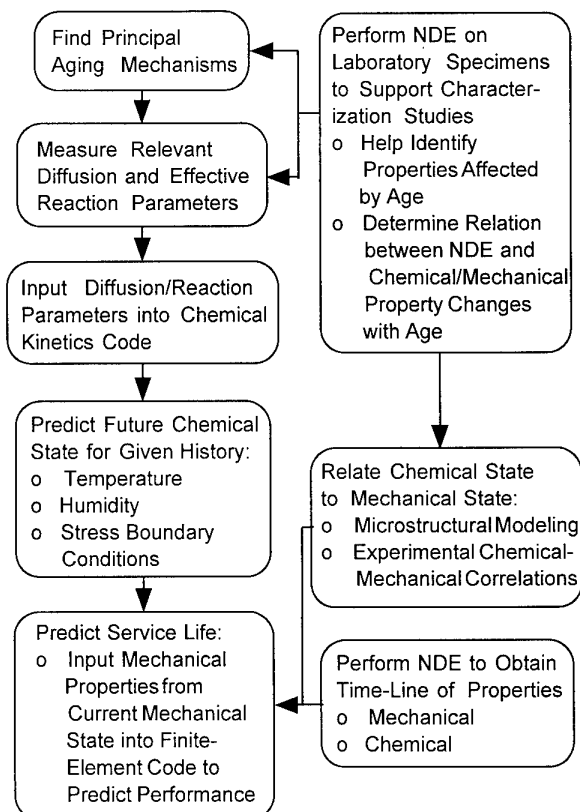 Find Principal
Aging Mechanisms
Measure Relevant
Diffusion and Effective
Reaction Parameters
Input Diffusion/Reaction
Parameters into Chemical
Kinetics Code
Predict Future Chemical
State for Given History:
o Temperature
o Humidity
o Stress Boundary
Conditions
Predict Service Life:
o Input Mechanical
Properties from
Current Mechanical
State into Finite-
Element Code to
Predict Performance
Perform NDE on
Laboratory Specimens
to Support Character-
ization Studies
o Help Identify
Properties Affected
by Age
o Determine Relation
between NDE and
Chemical/Mechanical
Property Changes
with Age
Relate Chemical State
to Mechanical State:
o Microstructural Modeling
o Experimental Chemical-
Mechanical Correlations
Perform NDE to Obtain
Time-Line of Properties
o Mechanical
o Chemical